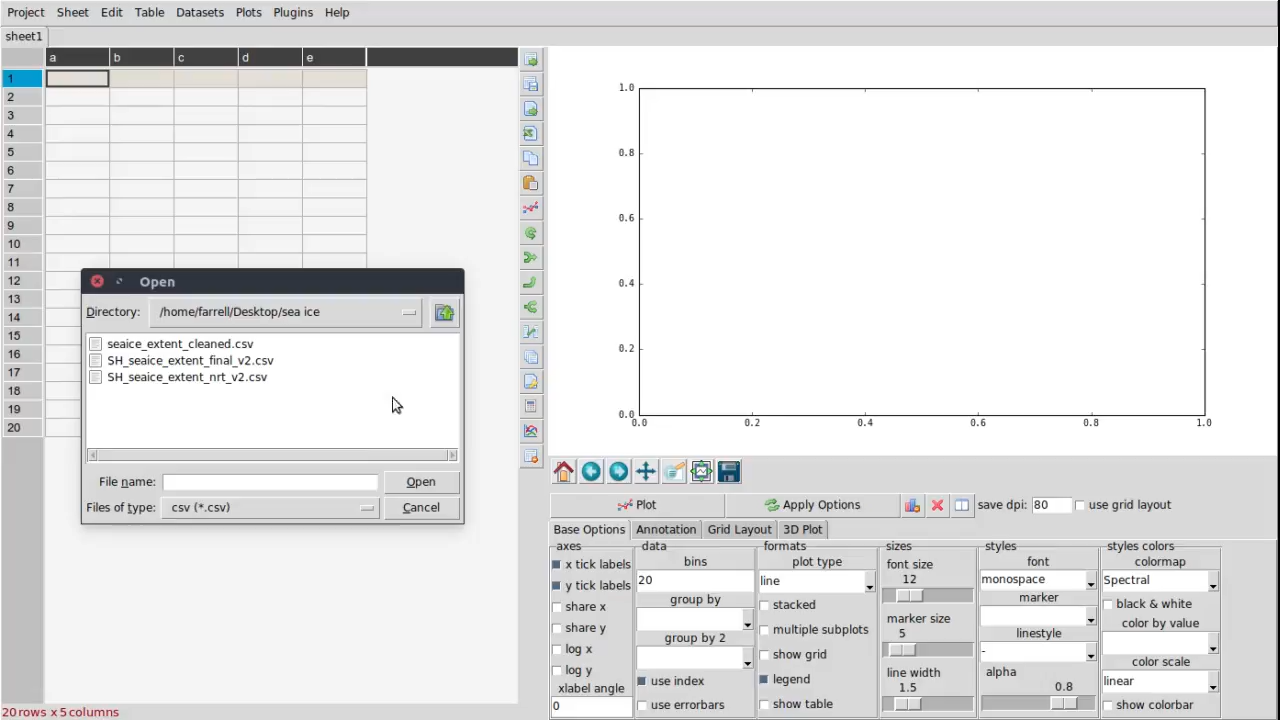 Project Sheet Edit Table Datasets Plots Plugins Help
sheet1
a b c d e
1
2
3
4
5
6
7
8
9
10
11
12
13
14
15
16
17
18
19
20
Open
Directory: /home/farrell/Desktop/sea ice
seaice_extent_cleaned.csv
SH_seaice_extent_final_v2.csv
SH_seaice_extent_nrt_v2.csv
File name: Open
Files of type: csv (*.csv) Cancel
20 rows x 5 columns
1.0
0.8
0.6
0.4
0.2
0.0
0.0 0.2 0.4 0.6 0.8 1.0
Plot Apply Options save dpi: 80 use grid layout
Base Options Annotation Grid Layout 3D Plot
axes
x tick labels
y tick labels
share x
share y
log x
log y
xlabel angle
0
data
bins
20
group by
group by 2
use index
use errorbars
formats
plot type
line
stacked
multiple subplots
show grid
legend
show table
sizes
font size
12
marker size
5
line width
1.5
styles
font
monospace
marker
linestyle
-
alpha
0.8
styles colors
colormap
Spectral
black & white
color by value
color scale
linear
show colorbar